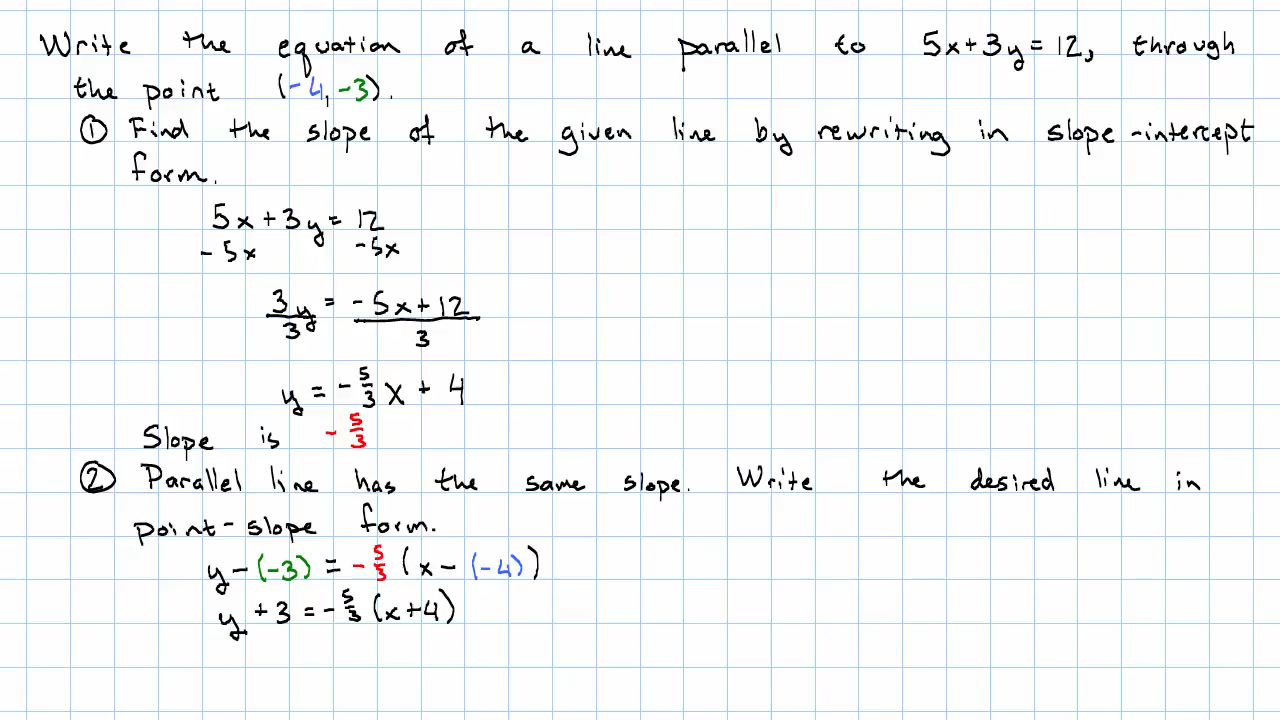 Write the equation of a line parallel to 5x+3y=12, through
the point (-4,-3).
① Find the slope of the given line by rewriting in slope-intercept
form.
5x+3y=12
-5x -5x
3y/3 = -5x+12/3
y = -5/3x + 4
Slope is -5/3
② Parallel line has the same slope. Write the desired line in
point-slope form.
y-(-3) = -5/3 (x-(-4))
y+3 = -5/3 (x+4)